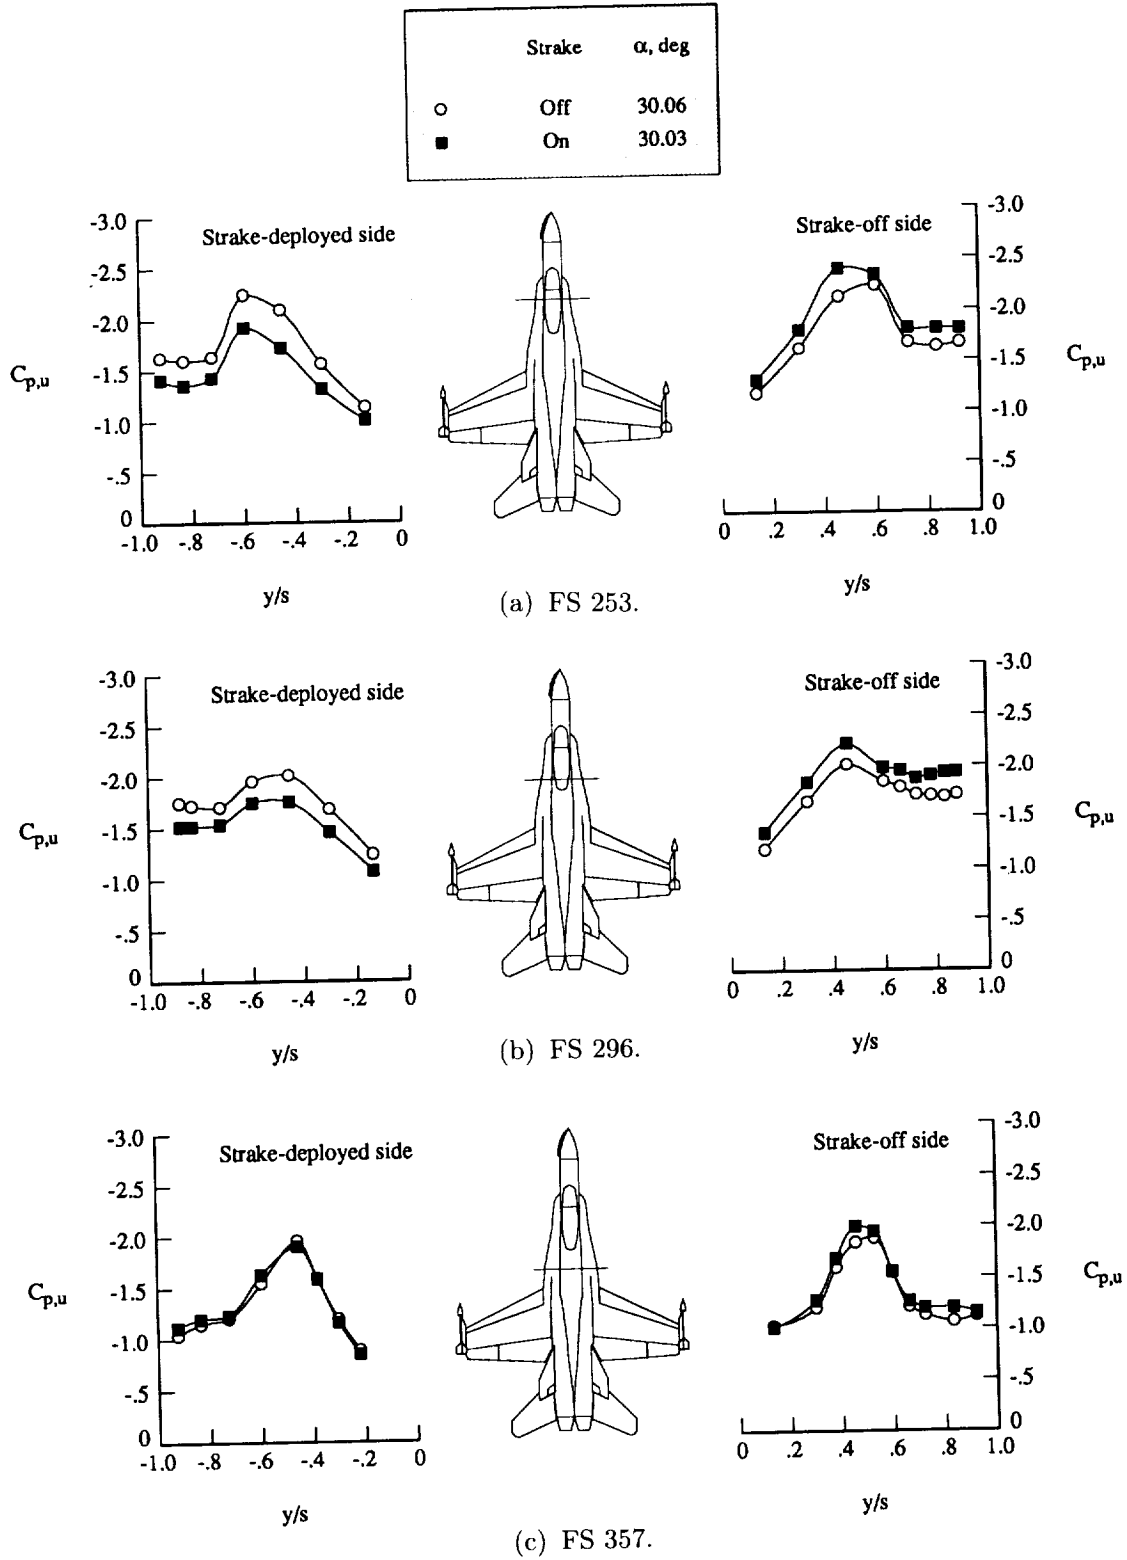 Strake α, deg
Off 30.06
On 30.03
Strake-deployed side
-3.0
-2.5
-2.0
-1.5
-1.0
-.5
0
Cp,u
-1.0 -.8 -.6 -.4 -.2 0
y/s
Strake-off side
-3.0
-2.5
-2.0
-1.5
-1.0
-.5
0
Cp,u
0 .2 .4 .6 .8 1.0
y/s
(a) FS 253.
Strake-deployed side
-3.0
-2.5
-2.0
-1.5
-1.0
-.5
0
Cp,u
-1.0 -.8 -.6 -.4 -.2 0
y/s
Strake-off side
-3.0
-2.5
-2.0
-1.5
-1.0
-.5
0
Cp,u
0 .2 .4 .6 .8 1.0
y/s
(b) FS 296.
Strake-deployed side
-3.0
-2.5
-2.0
-1.5
-1.0
-.5
0
Cp,u
-1.0 -.8 -.6 -.4 -.2 0
y/s
Strake-off side
-3.0
-2.5
-2.0
-1.5
-1.0
-.5
0
Cp,u
0 .2 .4 .6 .8 1.0
y/s
(c) FS 357.